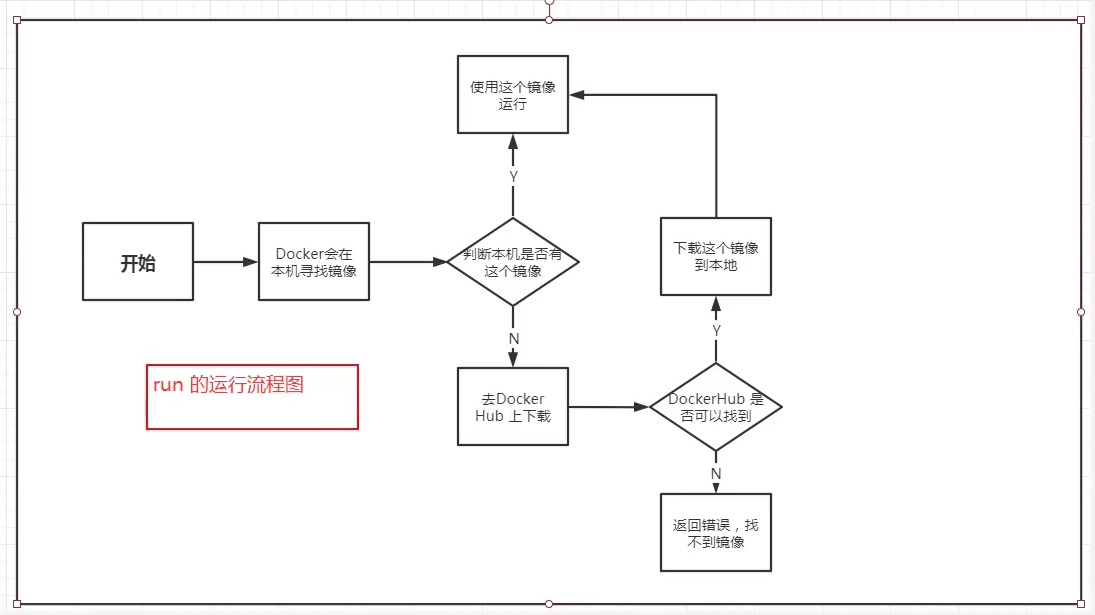 使用这个镜像
运行
Y
开始
Docker会在
本机寻找镜像
判断本机是否有
这个镜像
下载这个镜像
到本地
N
Y
run 的运行流程图
去Docker
Hub 上下载
DockerHub 是
否可以找到
N
返回错误，找
不到镜像